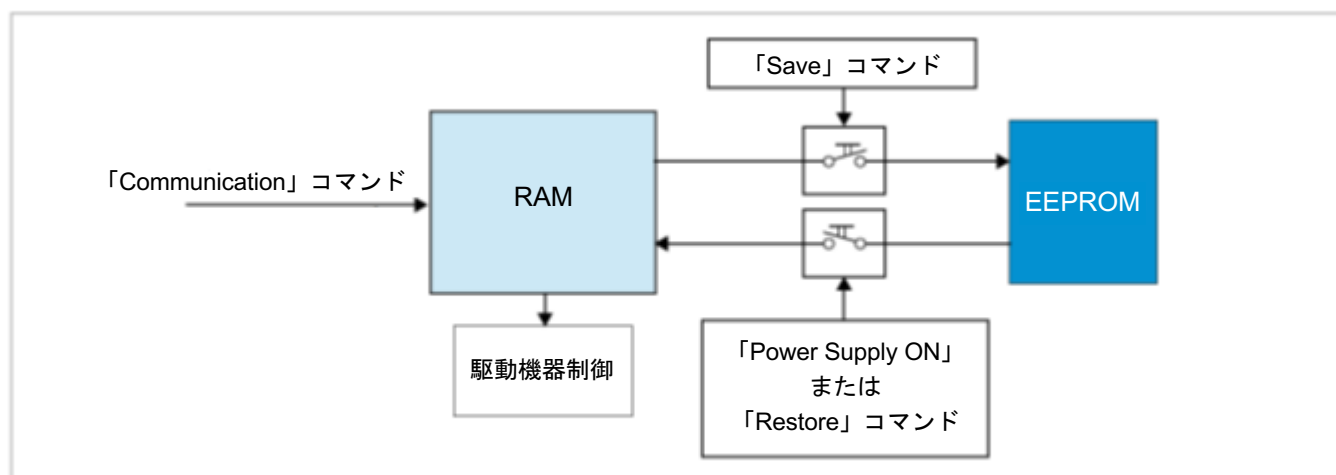 「Save」コマンド
「Communication」コマンド
RAM
EEPROM
駆動機器制御
「Power Supply ON」
または
「Restore」コマンド